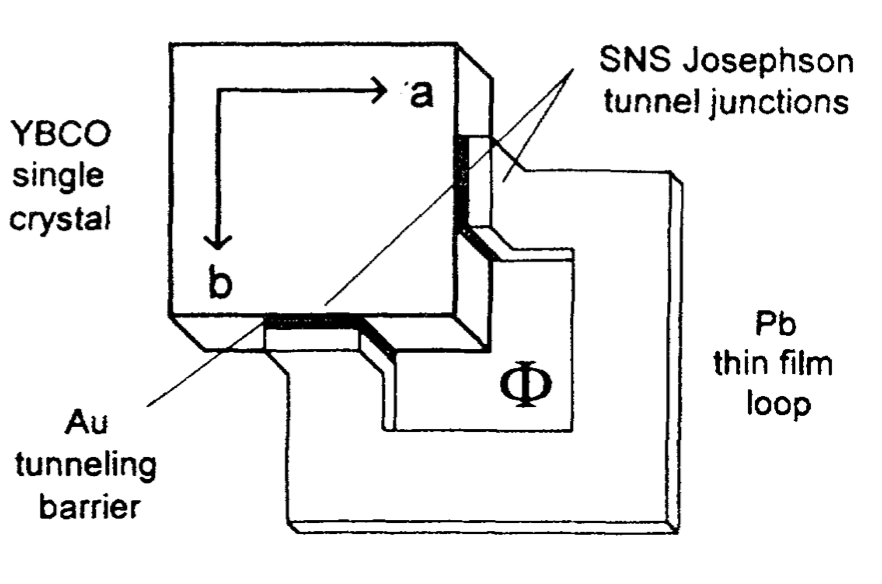 SNS Josephson
tunnel junctions
a
YBCO
single
crystal
b
Pb
thin film
loop
Φ
Au
tunneling
barrier